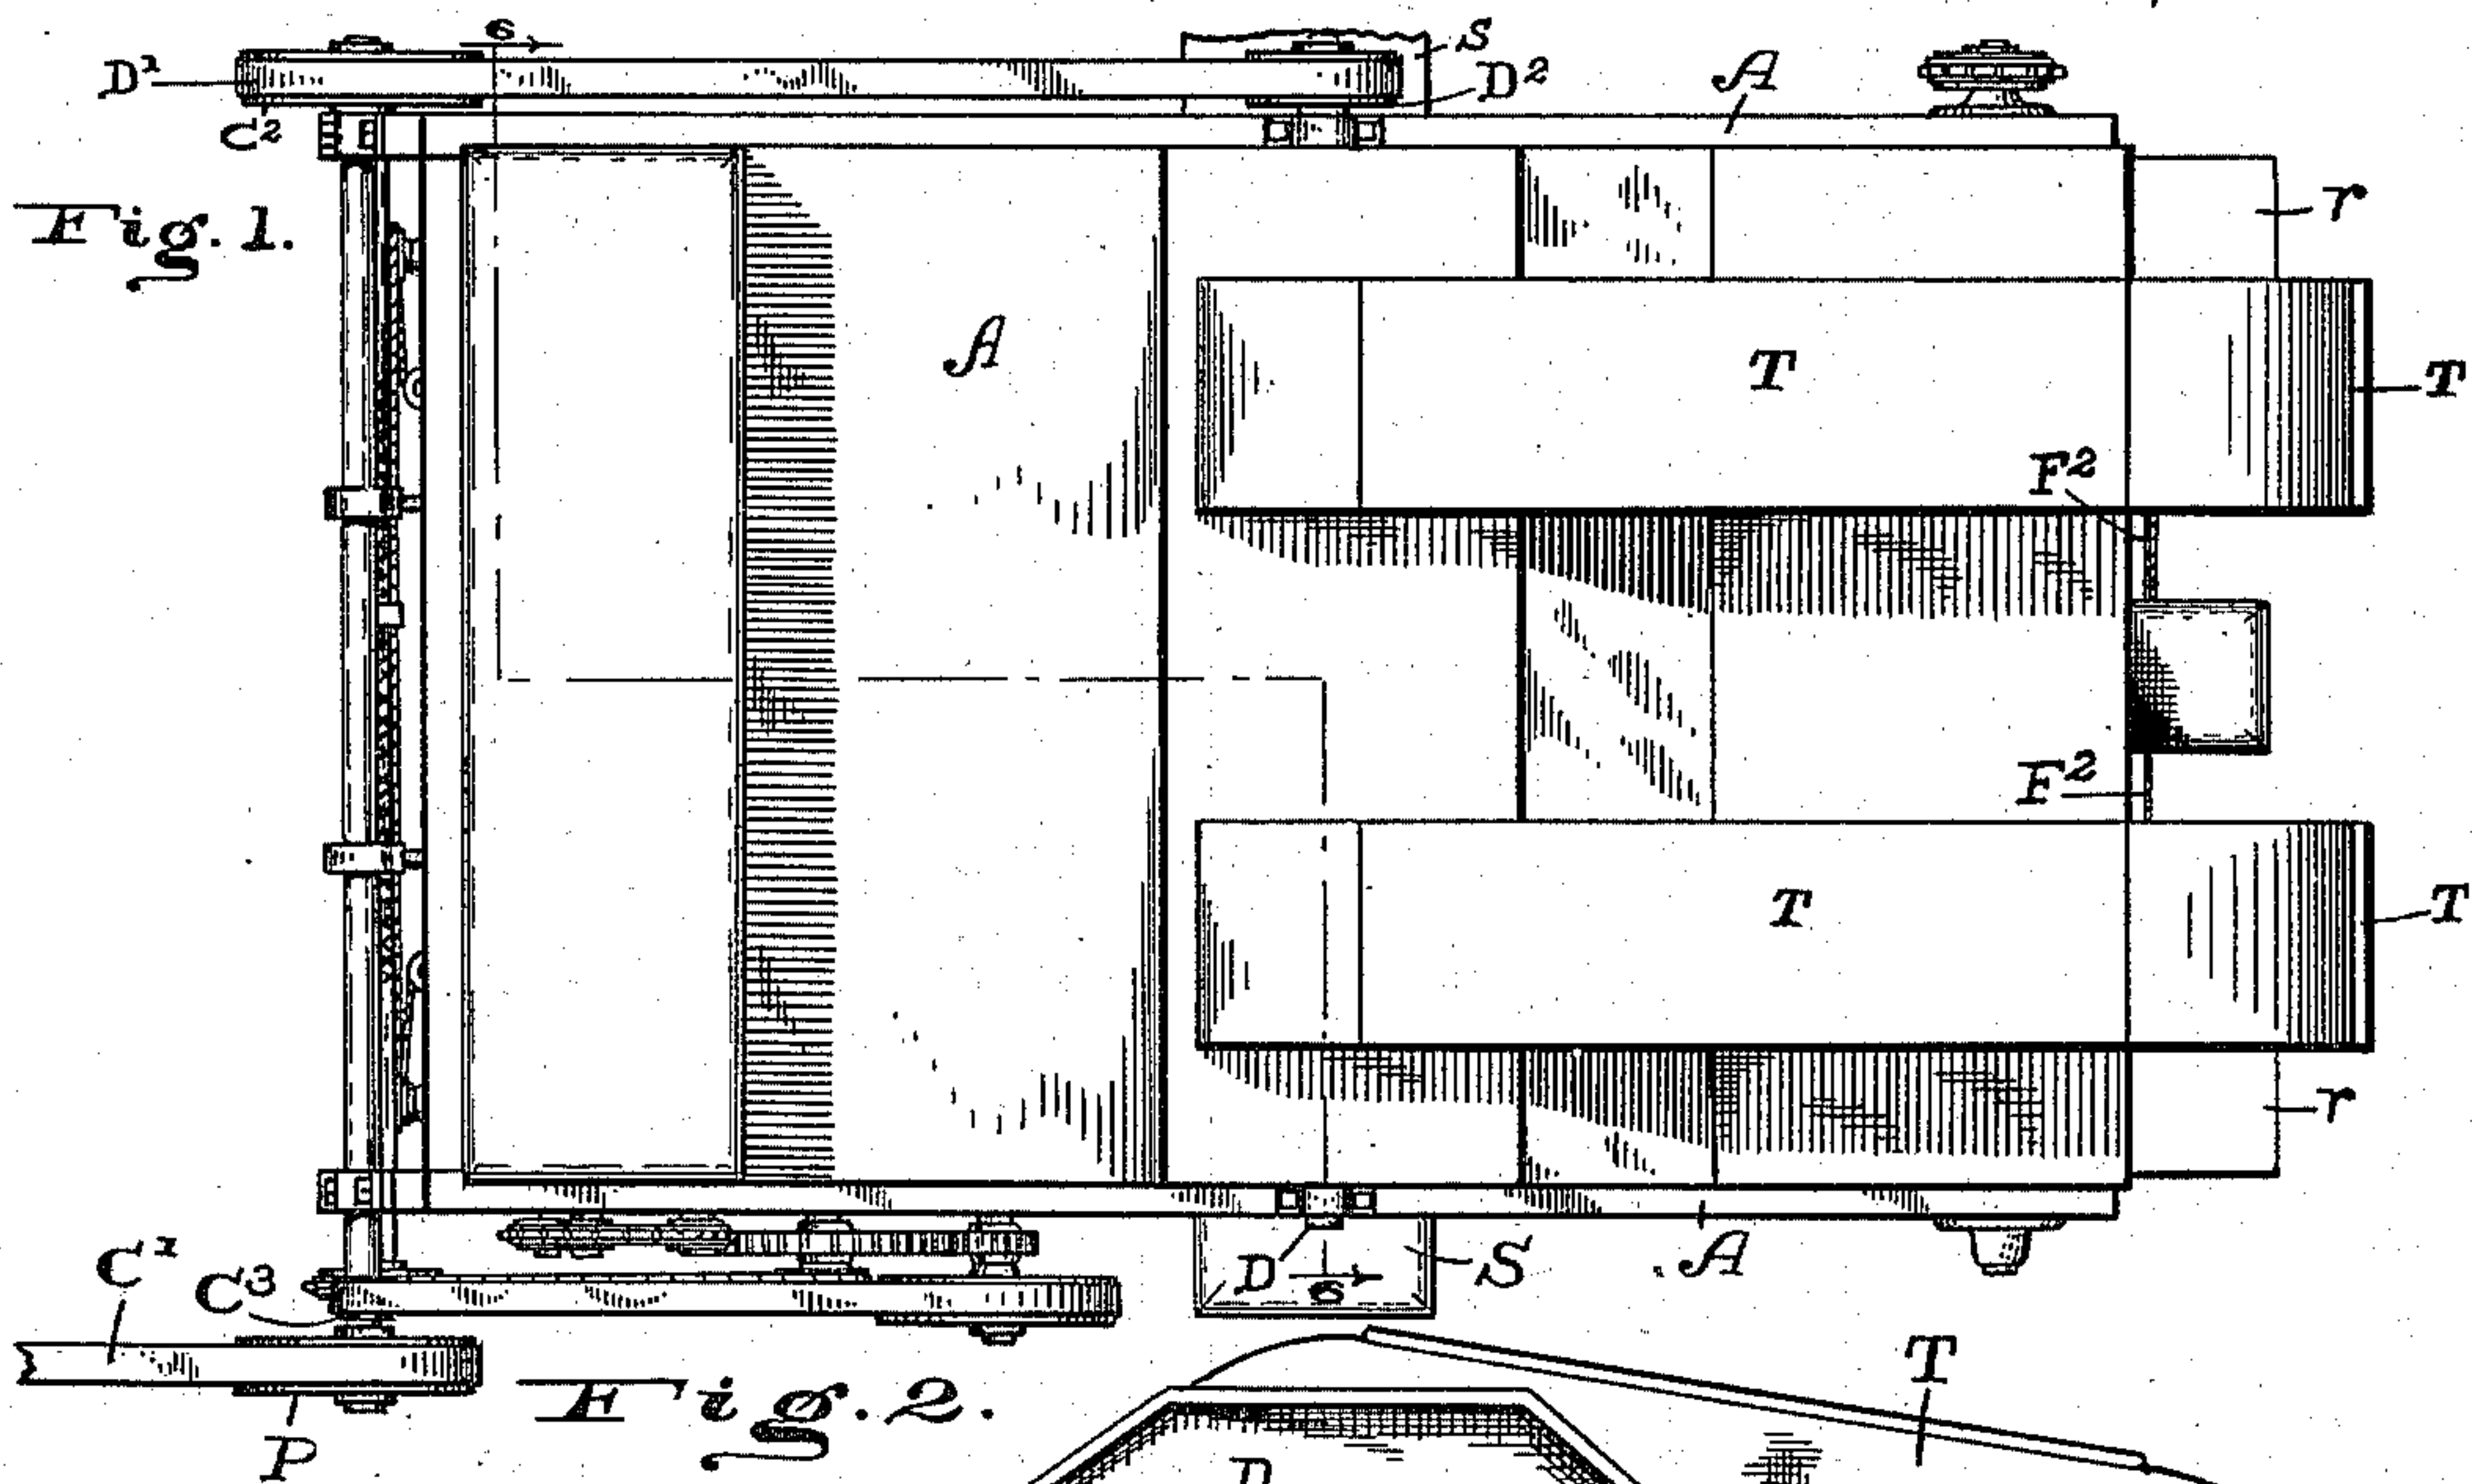 6
S
D¹
D²
A
C²
r
Fig. 1.
A
T
T
F²
F²
T
T
r
C¹
C³
D
6
S
A
T
Fig. 2.
P
D